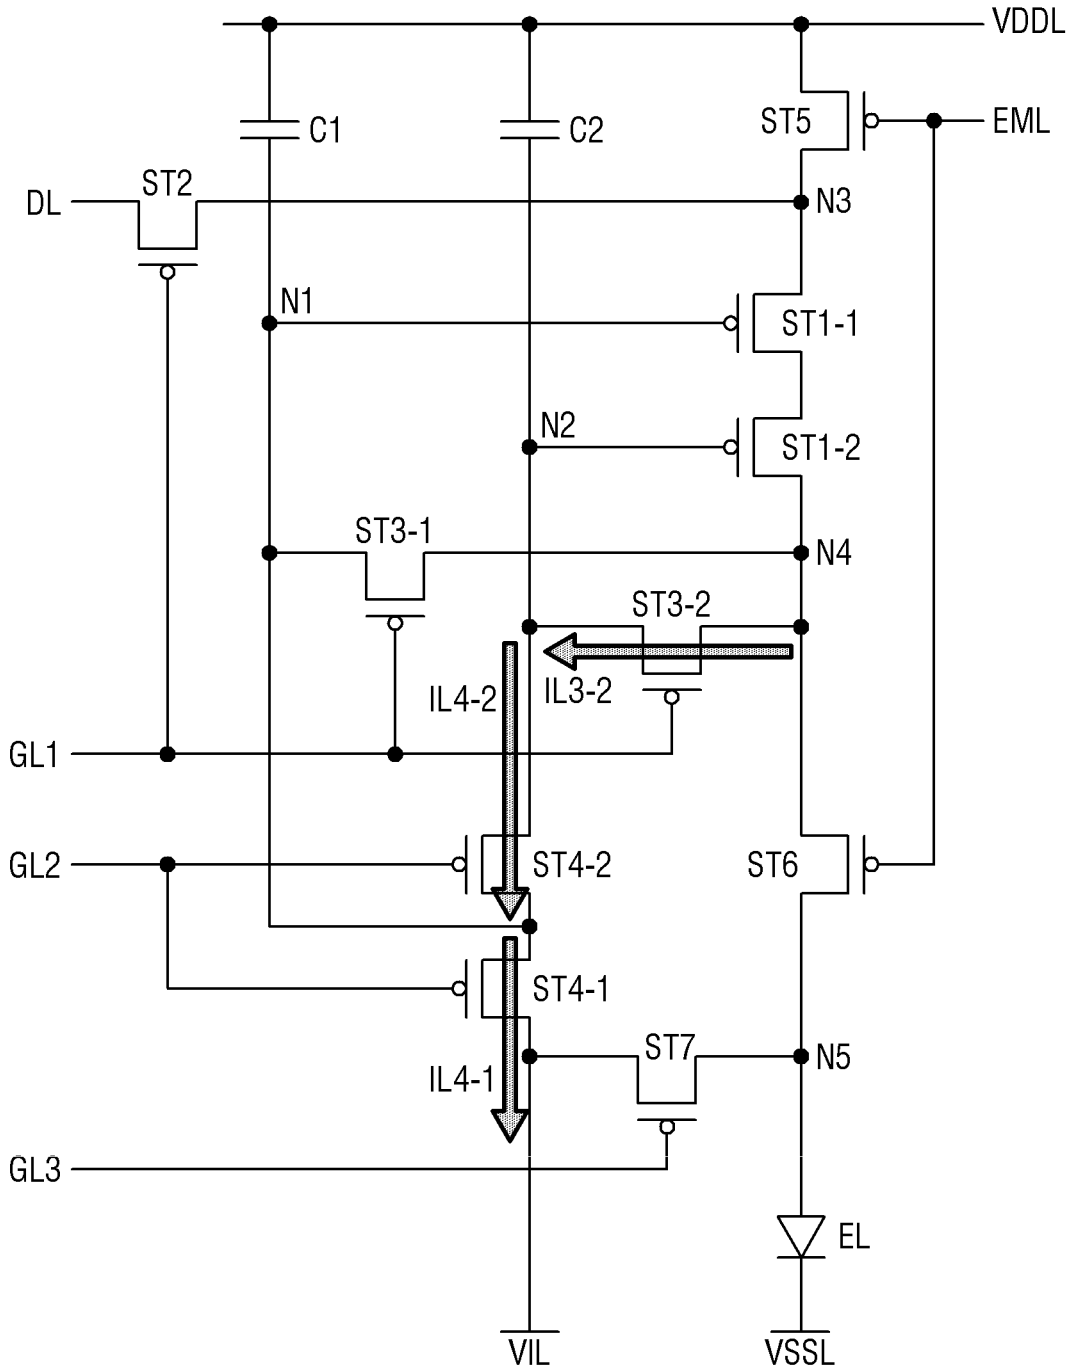 VDDL
C1
C2
ST5
EML
ST2
DL
N3
N1
ST1-1
N2
ST1-2
ST3-1
N4
ST3-2
IL4-2
IL3-2
GL1
GL2
ST4-2
ST6
ST4-1
ST7
N5
IL4-1
GL3
EL
VIL
VSSL